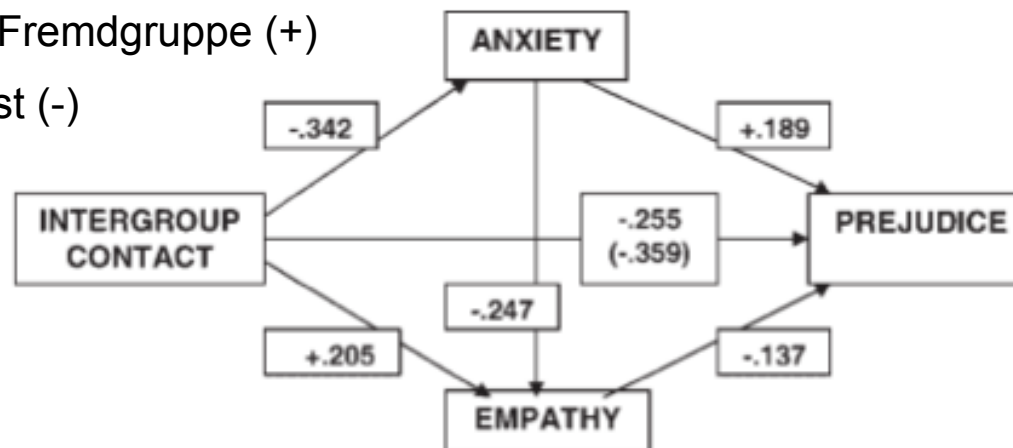 Fremdgruppe (+)
st (-)
ANXIETY
-.342
+.189
INTERGROUP
CONTACT
-.255
(-.359)
PREJUDICE
-.247
+.205
-.137
EMPATHY